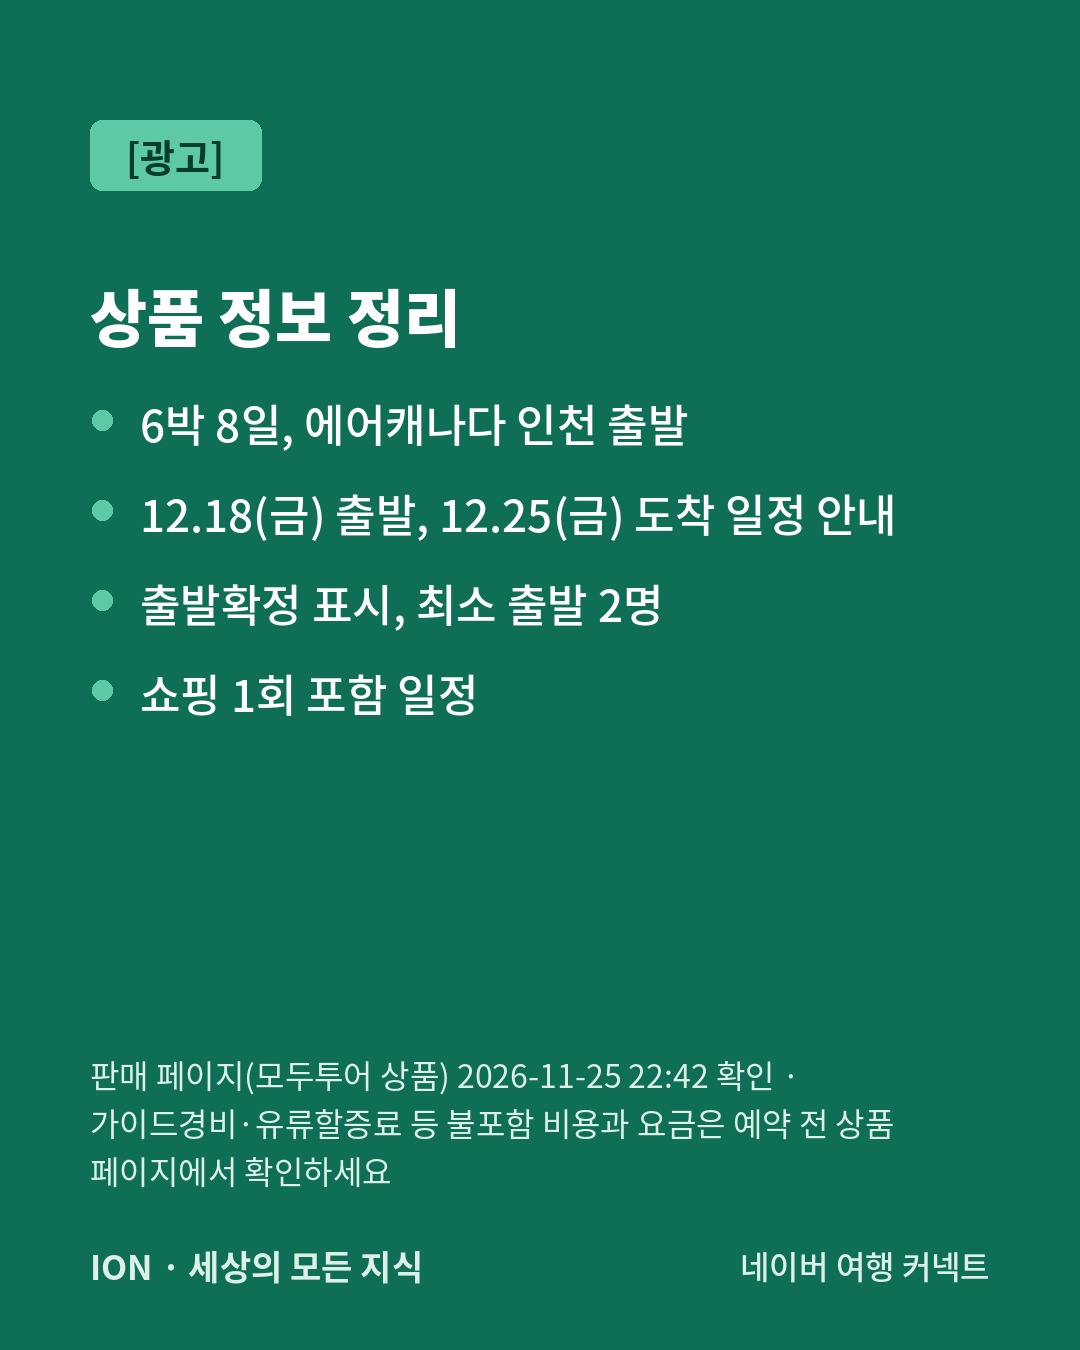 [광고]
상품 정보 정리
6박 8일, 에어캐나다 인천 출발
12.18(금) 출발, 12.25(금) 도착 일정 안내
출발확정 표시, 최소 출발 2명
쇼핑 1회 포함 일정
판매 페이지(모두투어 상품) 2026-11-25 22:42 확인 ·
가이드경비·유류할증료 등 불포함 비용과 요금은 예약 전 상품
페이지에서 확인하세요
ION · 세상의 모든 지식
네이버 여행 커넥트